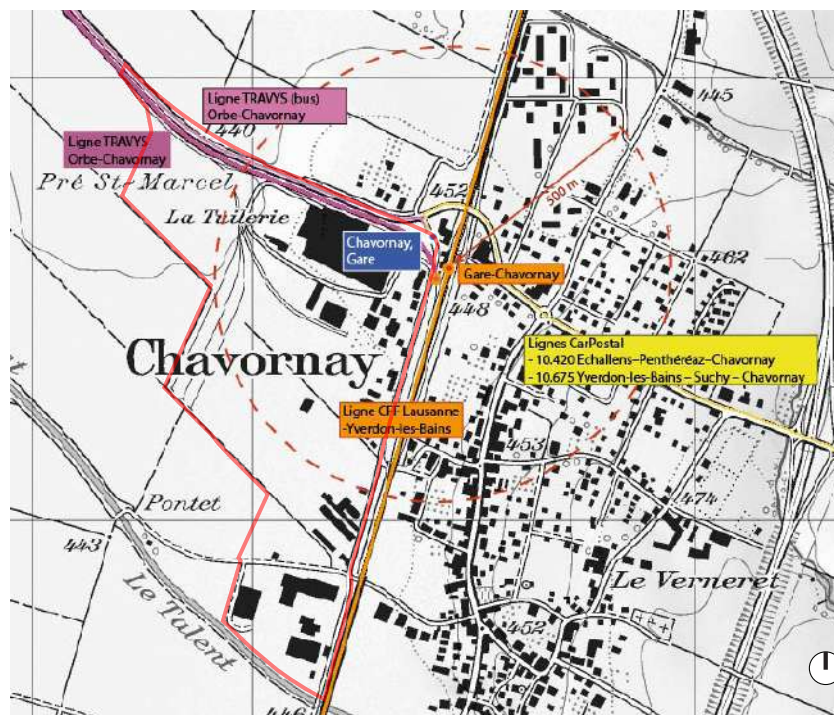 Ligne TRAVYS (bus)
Orbe-Chavornay
445
440
Ligne TRAVYS
Orbe-Chavornay
Pré St-Marcel
452
500 m
La Tuilerie
Chavornay,
Gare
462
Gare-Chavornay
448
Lignes CarPostal
- 10.420 Echallens–Penthéréaz–Chavornay
- 10.675 Yverdon-les-Bains – Suchy – Chavornay
Chavornay
Ligne CFF Lausanne
-Yverdon-les-Bains
453
474
Pontet
443
Le Verneret
Le Talent
452
446